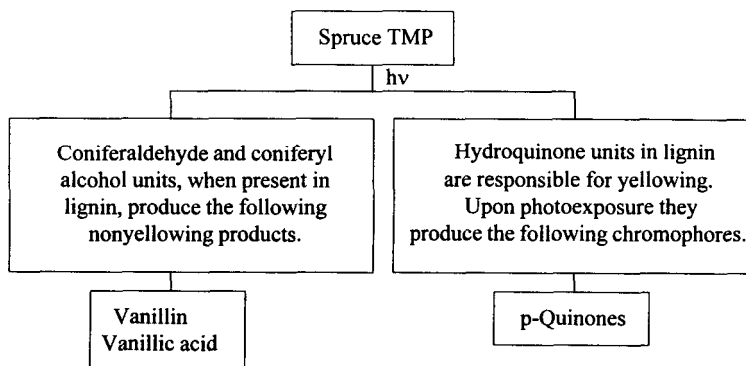 Spruce TMP
hν
Coniferaldehyde and coniferyl
alcohol units, when present in
lignin, produce the following
nonyellowing products.
Hydroquinone units in lignin
are responsible for yellowing.
Upon photoexposure they
produce the following chromophores.
Vanillin
Vanillic acid
p-Quinones